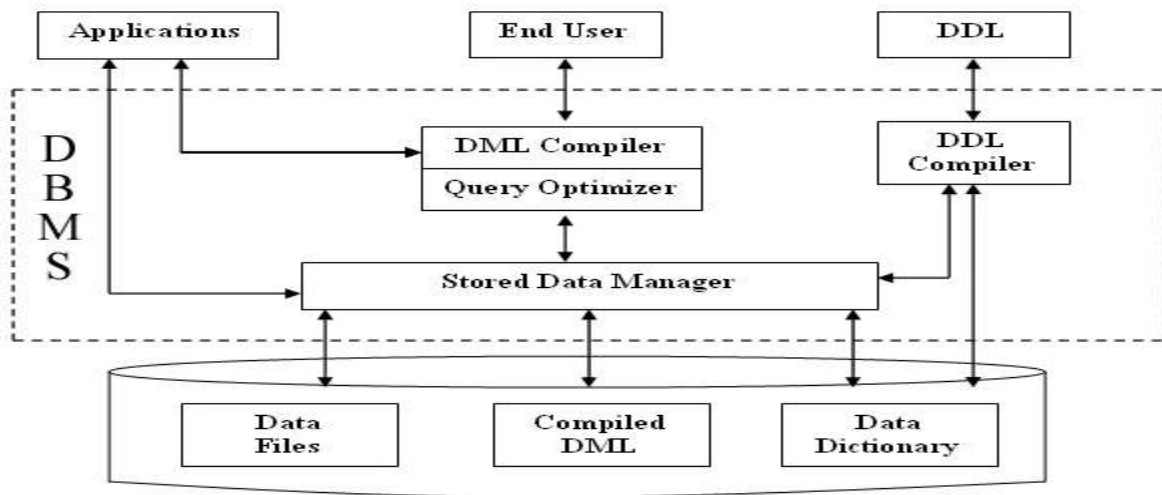 Applications
End User
DDL
DBMS
DML Compiler
Query Optimizer
DDL
Compiler
Stored Data Manager
Data
Files
Compiled
DML
Data
Dictionary